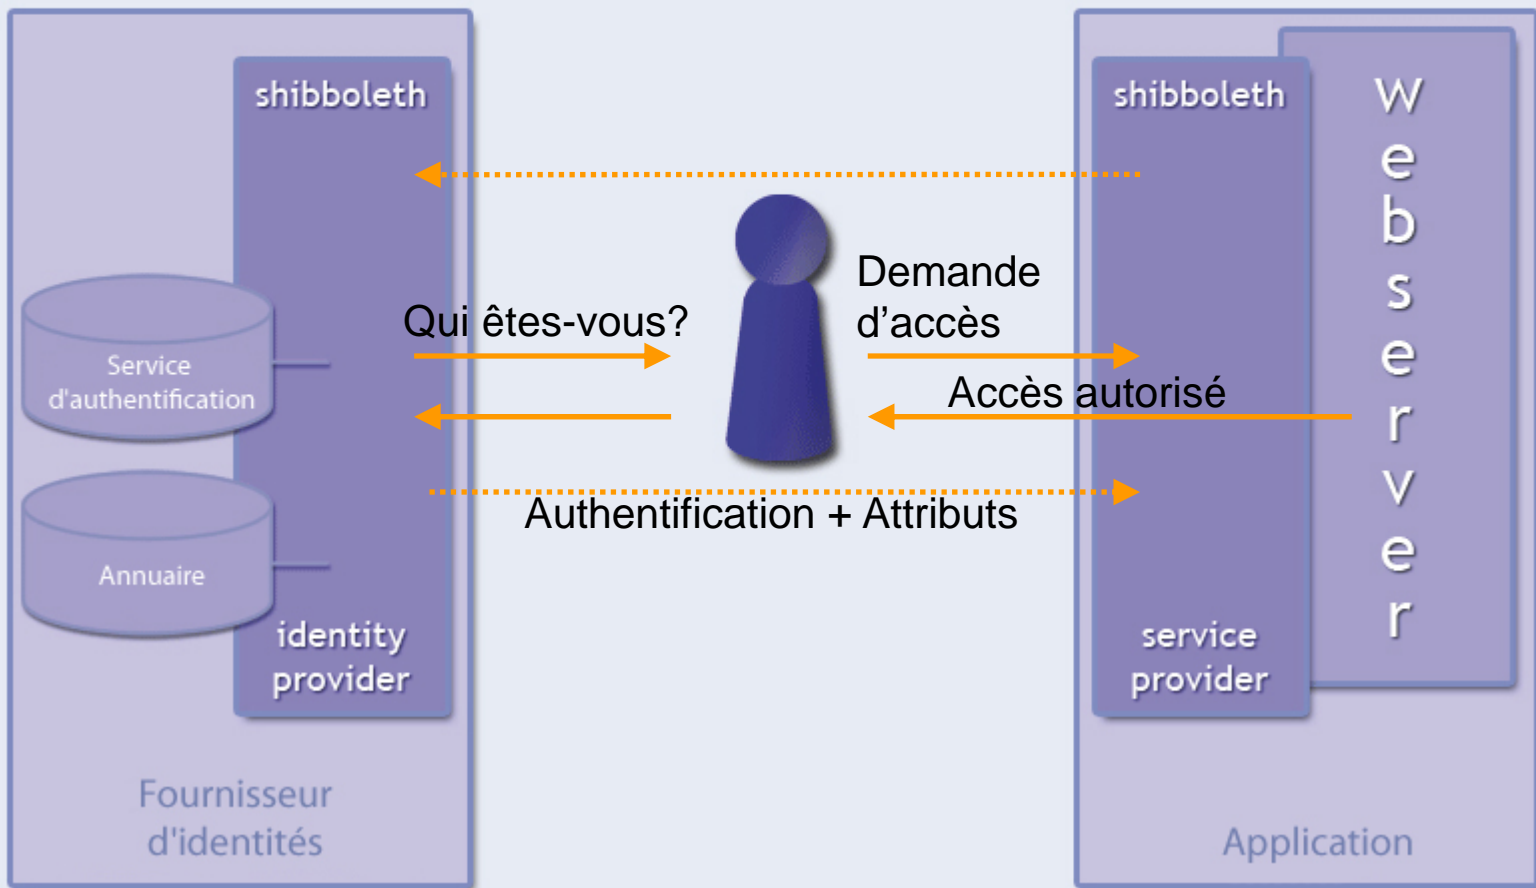 shibboleth
Service
d'authentification
Annuaire
identity
provider
Fournisseur
d'identités
Qui êtes-vous?
Demande
d’accès
Accès autorisé
Authentification + Attributs
shibboleth
service
provider
Webserver
Application